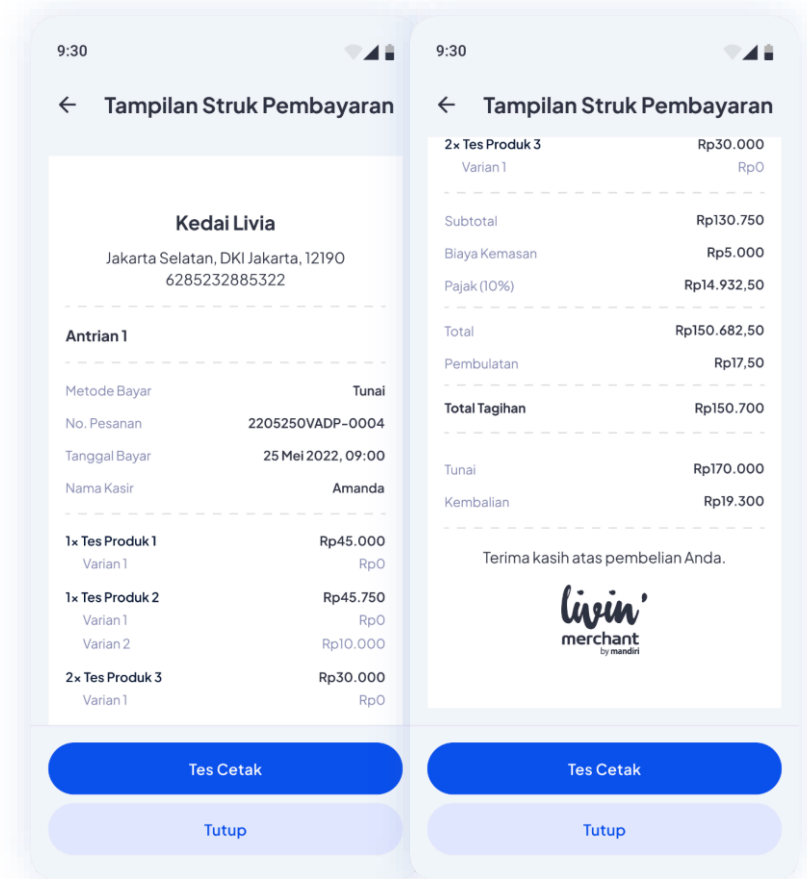 9:30
Tampilan Struk Pembayaran
Kedai Livia
Jakarta Selatan, DKI Jakarta, 12190
6285232885322
Antrian 1
Metode Bayar Tunai
No. Pesanan 2205250VADP-0004
Tanggal Bayar 25 Mei 2022, 09:00
Nama Kasir Amanda
1x Tes Produk 1 Rp45.000
Varian 1 Rp0
1x Tes Produk 2 Rp45.750
Varian 1 Rp0
Varian 2 Rp10.000
2x Tes Produk 3 Rp30.000
Varian 1 Rp0
Tes Cetak
Tutup
9:30
Tampilan Struk Pembayaran
2x Tes Produk 3 Rp30.000
Varian 1 Rp0
Subtotal Rp130.750
Biaya Kemasan Rp5.000
Pajak (10%) Rp14.932,50
Total Rp150.682,50
Pembulatan Rp17,50
Total Tagihan Rp150.700
Tunai Rp170.000
Kembalian Rp19.300
Terima kasih atas pembelian Anda.
livin'
merchant
by mandiri
Tes Cetak
Tutup